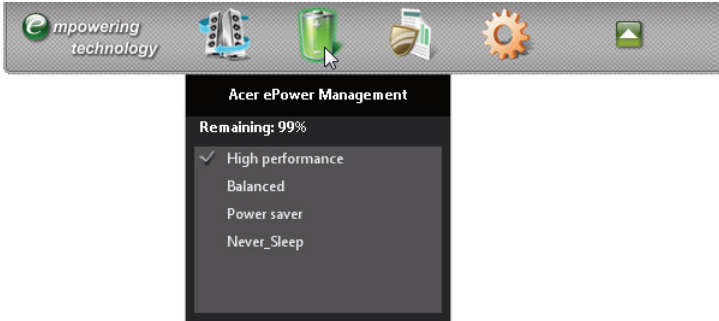 e mpowering
technology
Acer ePower Management
Remaining: 99%
High performance
Balanced
Power saver
Never_Sleep